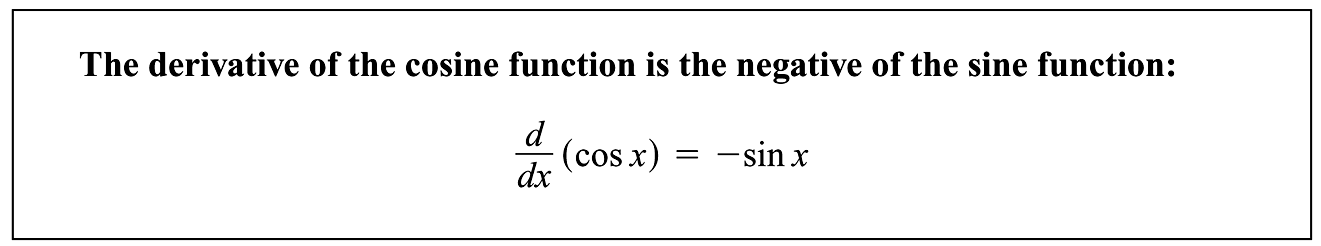 The derivative of the cosine function is the negative of the sine function:
d/dx (cos x) = −sin x